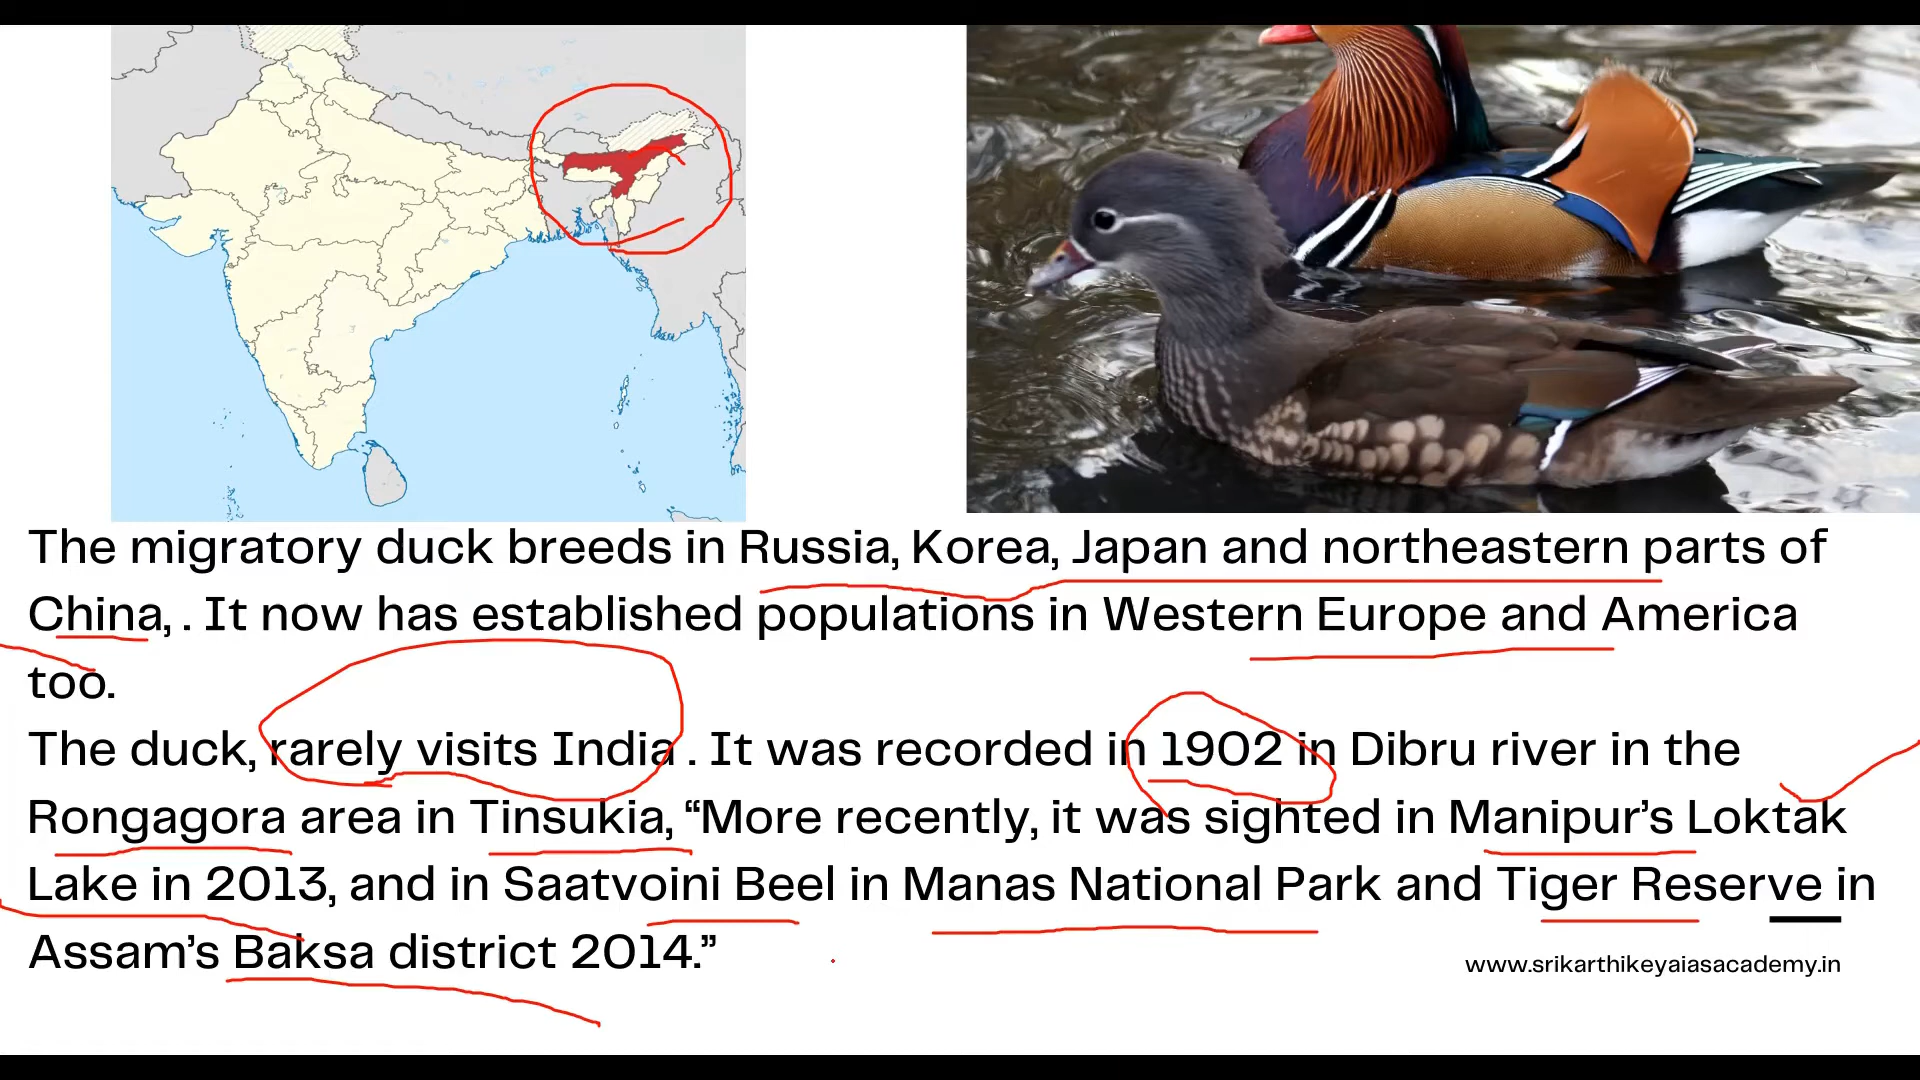 The migratory duck breeds in Russia, Korea, Japan and northeastern parts of
China, . It now has established populations in Western Europe and America
too.
The duck, rarely visits India . It was recorded in 1902 in Dibru river in the
Rongagora area in Tinsukia, “More recently, it was sighted in Manipur’s Loktak
Lake in 2013, and in Saatvoini Beel in Manas National Park and Tiger Reserve in
Assam’s Baksa district 2014.”
www.srikarthikeyaiasacademy.in